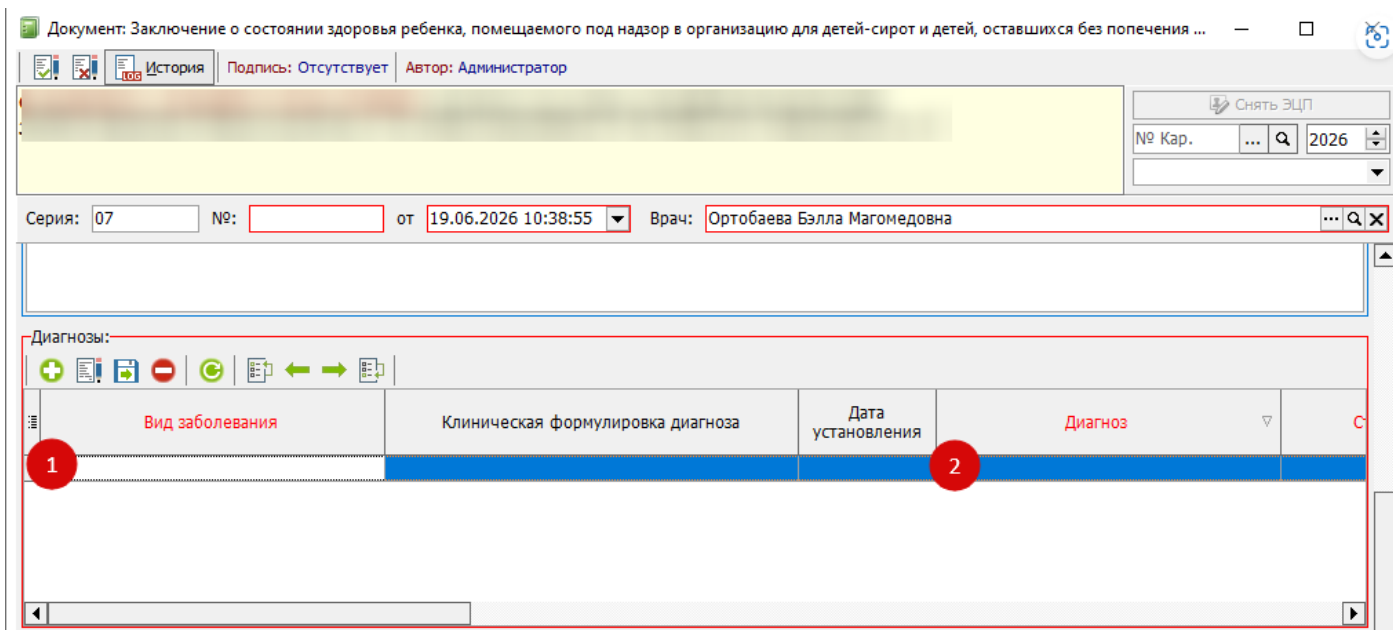 Документ: Заключение о состоянии здоровья ребенка, помещаемого под надзор в организацию для детей-сирот и детей, оставшихся без попечения ...
LOG История Подпись: Отсутствует Автор: Администратор
Снять ЭЦП
№ Кар. ... 2026
Серия: 07 №: от 19.06.2026 10:38:55 Врач: Ортобаева Бэлла Магомедовна ...
Диагнозы:
Вид заболевания Клиническая формулировка диагноза Дата установления Диагноз
1 2